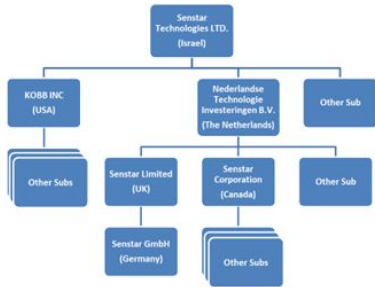 Senstar
Technologies LTD.
(Israel)
KOBB INC
(USA)
Nederlandse
Technologie
Investeringen B.V.
(The Netherlands)
Other Sub
Other Subs
Senstar Limited
(UK)
Senstar
Corporation
(Canada)
Other Sub
Senstar GmbH
(Germany)
Other Subs